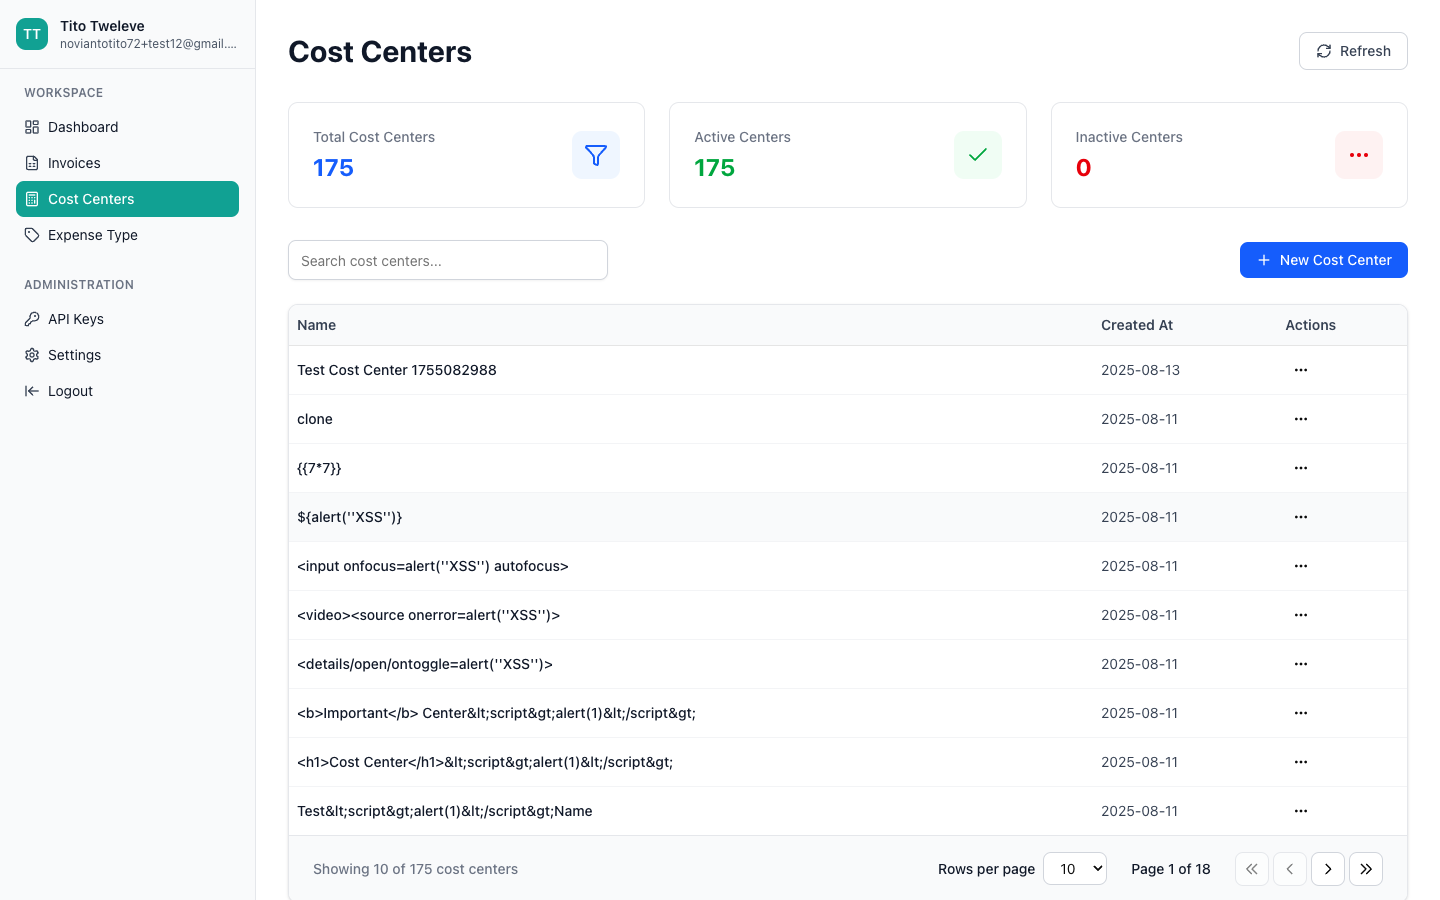 TT
Tito Tweleve
noviantotito72+test12@gmail....
WORKSPACE
Dashboard
Invoices
Cost Centers
Expense Type
ADMINISTRATION
API Keys
Settings
Logout
Cost Centers
Refresh
Total Cost Centers
175
Active Centers
175
Inactive Centers
0
Search cost centers...
New Cost Center
Name Created At Actions
Test Cost Center 1755082988 2025-08-13
clone 2025-08-11
{{7*7}} 2025-08-11
${alert(''XSS'')} 2025-08-11
<input onfocus=alert(''XSS'') autofocus> 2025-08-11
<video><source onerror=alert(''XSS'')> 2025-08-11
<details/open/ontoggle=alert(''XSS'')> 2025-08-11
<b>Important</b> Center&lt;script&gt;alert(1)&lt;/script&gt; 2025-08-11
<h1>Cost Center</h1>&lt;script&gt;alert(1)&lt;/script&gt; 2025-08-11
Test&lt;script&gt;alert(1)&lt;/script&gt;Name 2025-08-11
Showing 10 of 175 cost centers Rows per page 10 Page 1 of 18